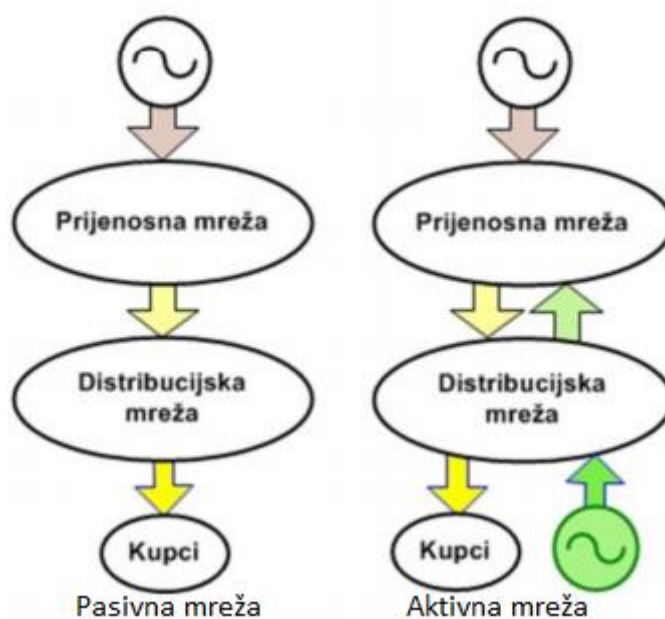 Prijenosna mreža
Distribucijska
mreža
Kupci
Pasivna mreža
Prijenosna mreža
Distribucijska
mreža
Kupci
Aktivna mreža